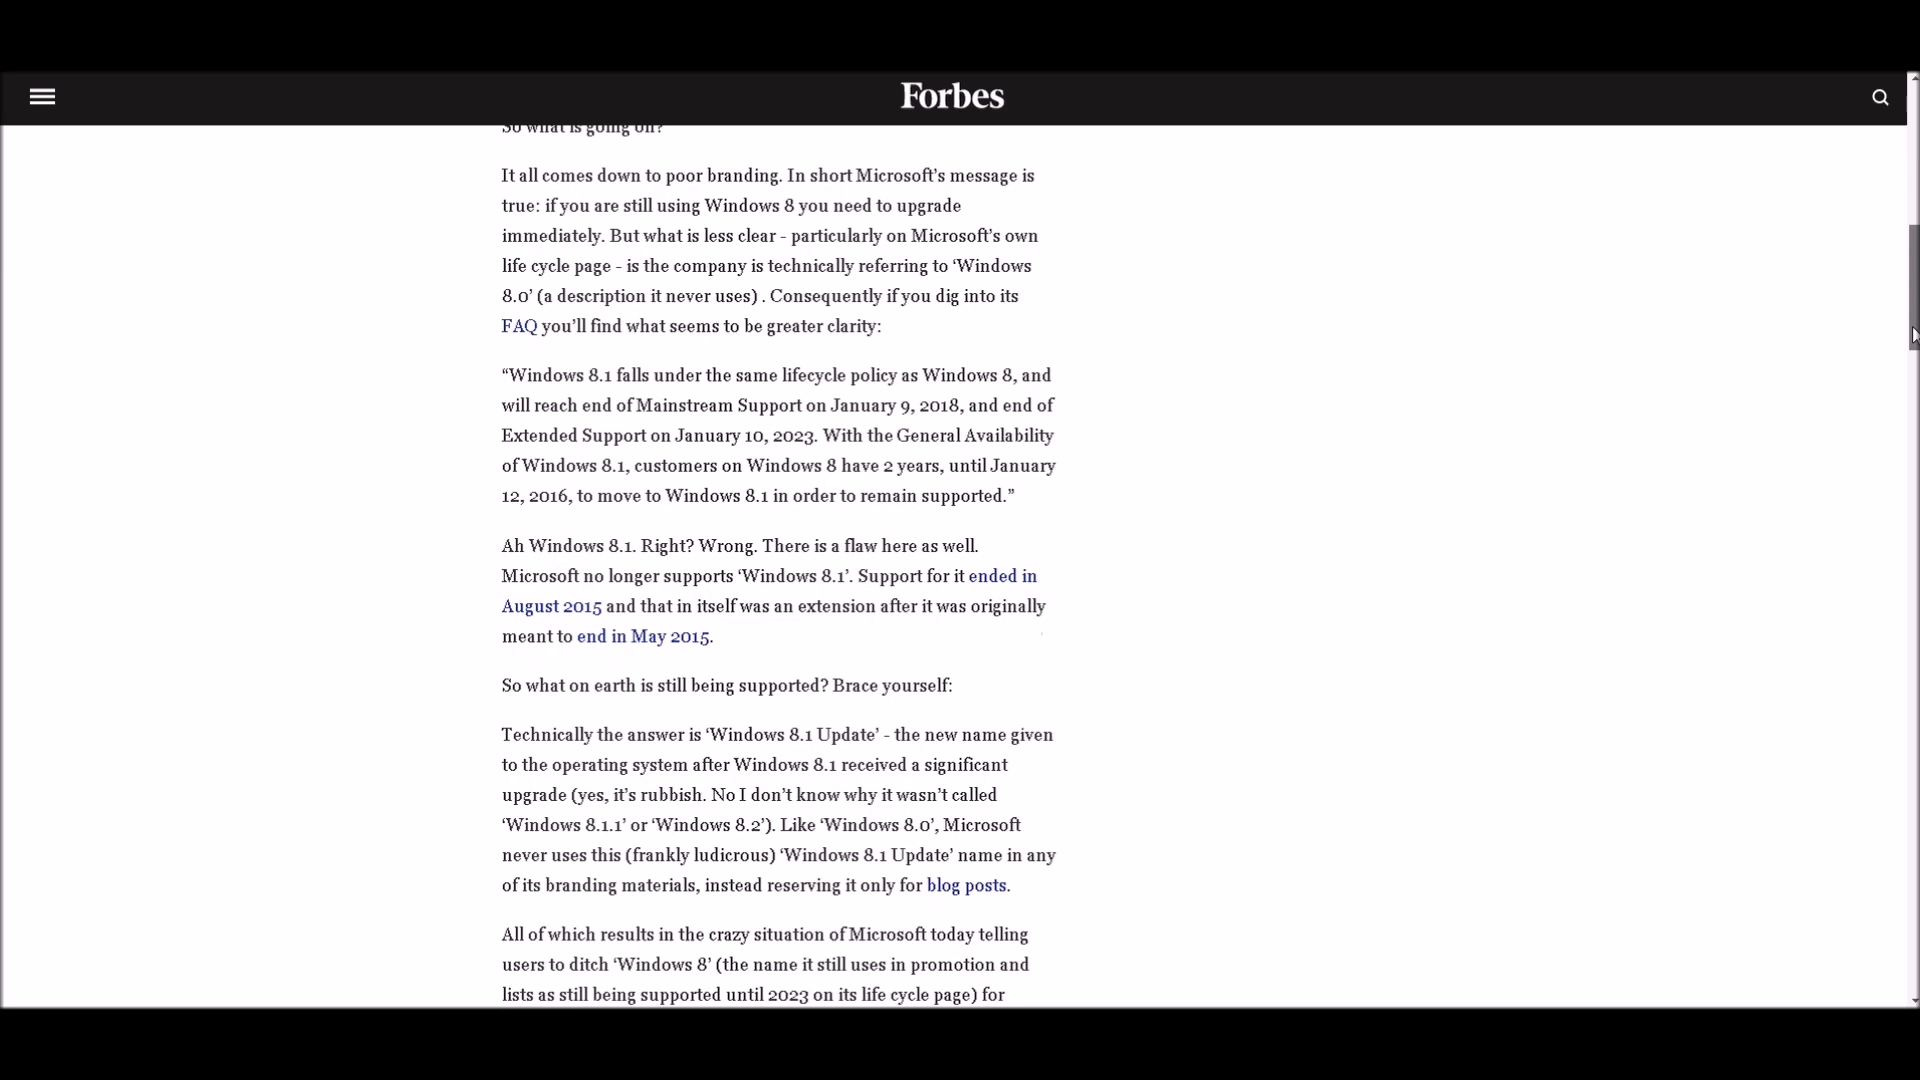 Forbes
So what is going on?
It all comes down to poor branding. In short Microsoft’s message is
true: if you are still using Windows 8 you need to upgrade
immediately. But what is less clear - particularly on Microsoft’s own
life cycle page - is the company is technically referring to ‘Windows
8.0’ (a description it never uses) . Consequently if you dig into its
FAQ you’ll find what seems to be greater clarity:
“Windows 8.1 falls under the same lifecycle policy as Windows 8, and
will reach end of Mainstream Support on January 9, 2018, and end of
Extended Support on January 10, 2023. With the General Availability
of Windows 8.1, customers on Windows 8 have 2 years, until January
12, 2016, to move to Windows 8.1 in order to remain supported.”
Ah Windows 8.1. Right? Wrong. There is a flaw here as well.
Microsoft no longer supports ‘Windows 8.1’. Support for it ended in
August 2015 and that in itself was an extension after it was originally
meant to end in May 2015.
So what on earth is still being supported? Brace yourself:
Technically the answer is ‘Windows 8.1 Update’ - the new name given
to the operating system after Windows 8.1 received a significant
upgrade (yes, it’s rubbish. No I don’t know why it wasn’t called
‘Windows 8.1.1’ or ‘Windows 8.2’). Like ‘Windows 8.0’, Microsoft
never uses this (frankly ludicrous) ‘Windows 8.1 Update’ name in any
of its branding materials, instead reserving it only for blog posts.
All of which results in the crazy situation of Microsoft today telling
users to ditch ‘Windows 8’ (the name it still uses in promotion and
lists as still being supported until 2023 on its life cycle page) for